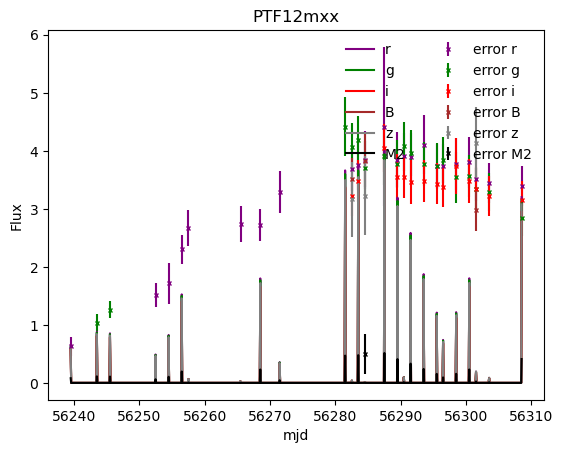 PTF12mxx
6
5
4
3
2
1
0
Flux
r
g
i
B
z
M2
error r
error g
error i
error B
error z
error M2
56240 56250 56260 56270 56280 56290 56300 56310
mjd